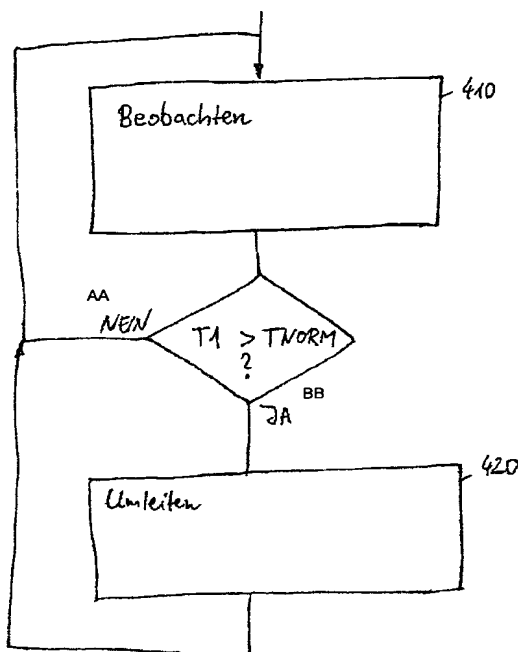 410
Beobachten
AA
NEIN
T1 > TNORM
?
BB
JA
420
Umleiten